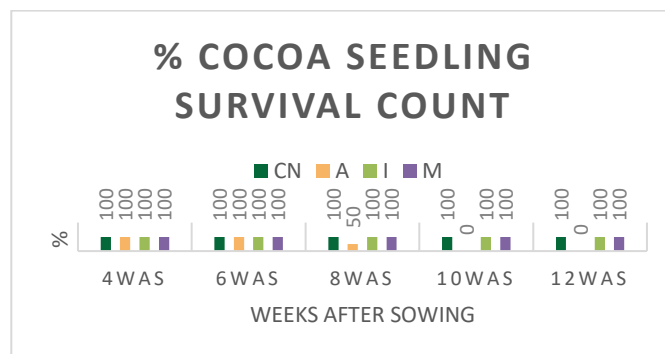 % COCOA SEEDLING
SURVIVAL COUNT
CN A I M
100 100 100 100 100 100 100 100 100 50 100 100 100 0 100 100 100 0 100 100
%
4WAS 6WAS 8WAS 10WAS 12WAS
WEEKS AFTER SOWING